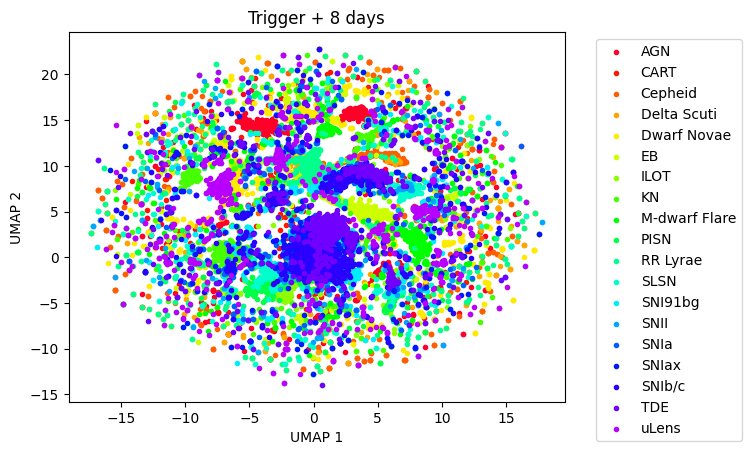 Trigger + 8 days
UMAP 2
20
15
10
5
0
−5
−10
−15
−15
−10
−5
0
5
10
15
UMAP 1
AGN
CART
Cepheid
Delta Scuti
Dwarf Novae
EB
ILOT
KN
M-dwarf Flare
PISN
RR Lyrae
SLSN
SNI91bg
SNII
SNIa
SNIax
SNIb/c
TDE
uLens